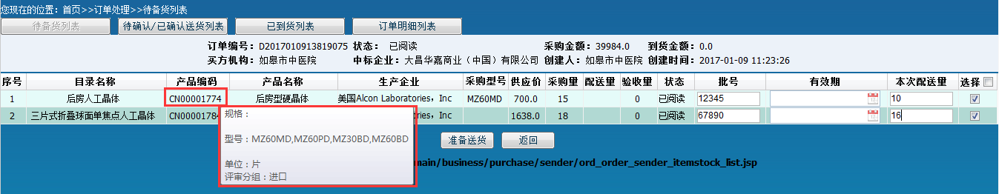 您现在的位置：首页>>订单处理>>待备货列表
待备货列表 待确认/已确认送货列表 已到货列表 订单明细列表
订单编号：D2017010913819075 状态： 已阅读 采购金额：39984.0 到货金额：0.0
买方机构：如皋市中医院 中标企业：大昌华嘉商业（中国）有限公司 创建人：如皋市中医院 创建时间：2017-01-09 11:23:26
序号 目录名称 产品编码 产品名称 生产企业 采购型号 供应价 采购量 配送量 验收量 状态 批号 有效期 本次配送量 选择
1 后房人工晶体 CN00001774 后房型硬晶体 美国Alcon Laboratories，Inc MZ60MD 700.0 15 0 已阅读 12345 10
2 三片式折叠球面单焦点人工晶体 CN0000178 ories，Inc 1638.0 18 0 已阅读 67890 16
规格：
型号：MZ60MD,MZ60PD,MZ30BD,MZ60BD
单位：片
评审分组：进口
准备送货 返回
main/business/purchase/sender/ord_order_sender_itemstock_list.jsp